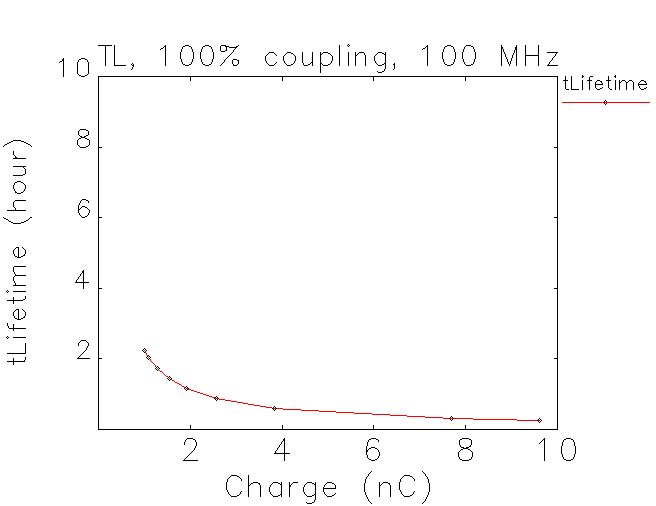 TL, 100% coupling, 100 MHz
tLifetime
10
8
6
4
2
tLifetime (hour)
2 4 6 8 10
Charge (nC)